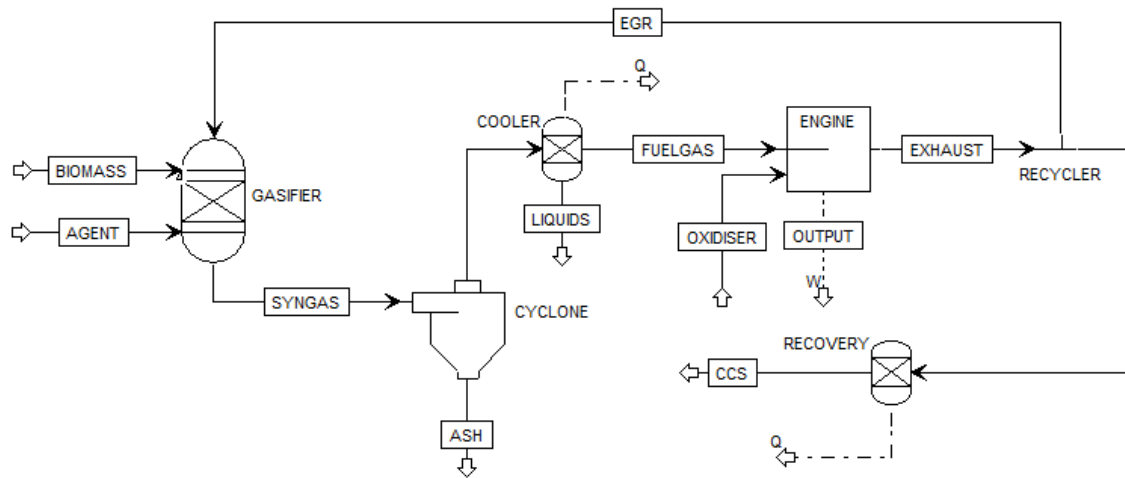 EGR
Q
COOLER
ENGINE
BIOMASS
FUELGAS
EXHAUST
RECYCLER
GASIFIER
AGENT
LIQUIDS
OXIDISER
OUTPUT
W
SYNGAS
CYCLONE
RECOVERY
CCS
ASH
Q